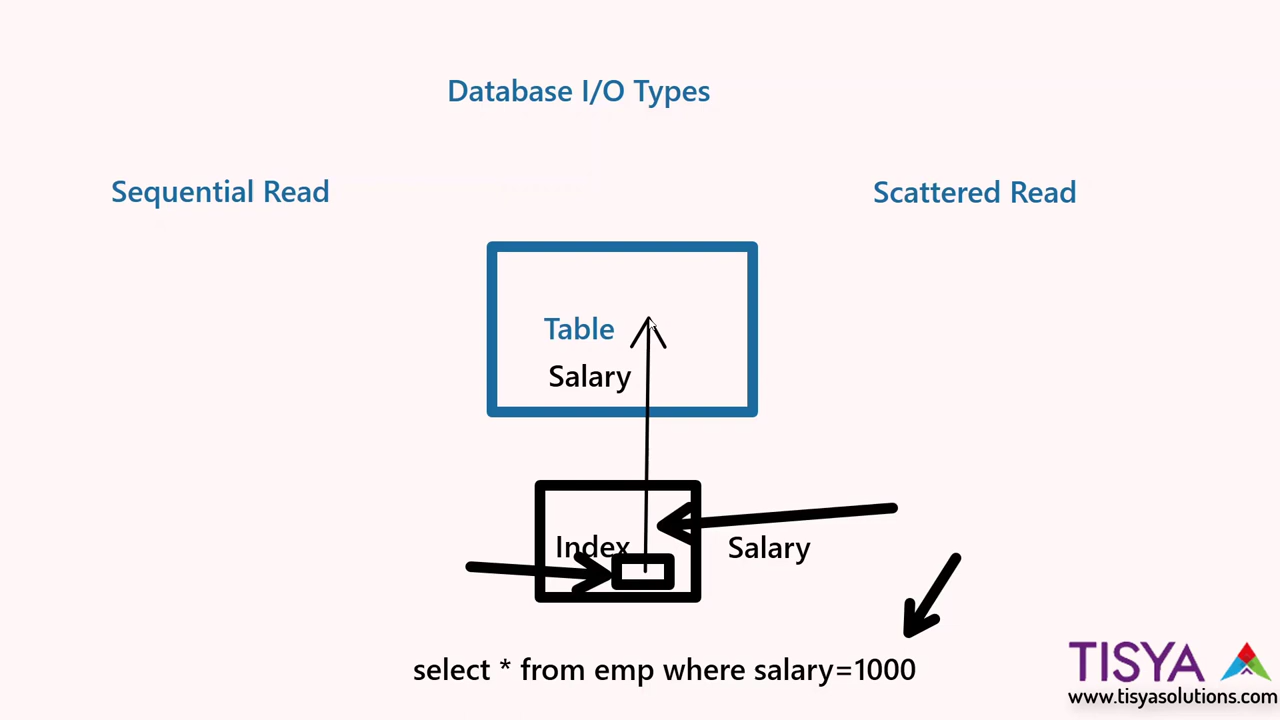 Database I/O Types
Sequential Read
Scattered Read
Table
Salary
Index
Salary
select * from emp where salary=1000
TISYA
www.tisyasolutions.com